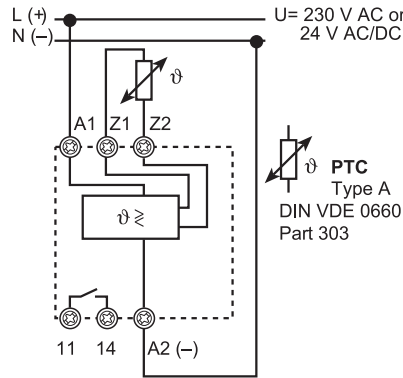 L (+)
N (–)
U= 230 V AC or
24 V AC/DC
ϑ
A1 Z1 Z2
ϑ PTC
Type A
DIN VDE 0660
Part 303
ϑ ≷
11 14 A2 (–)